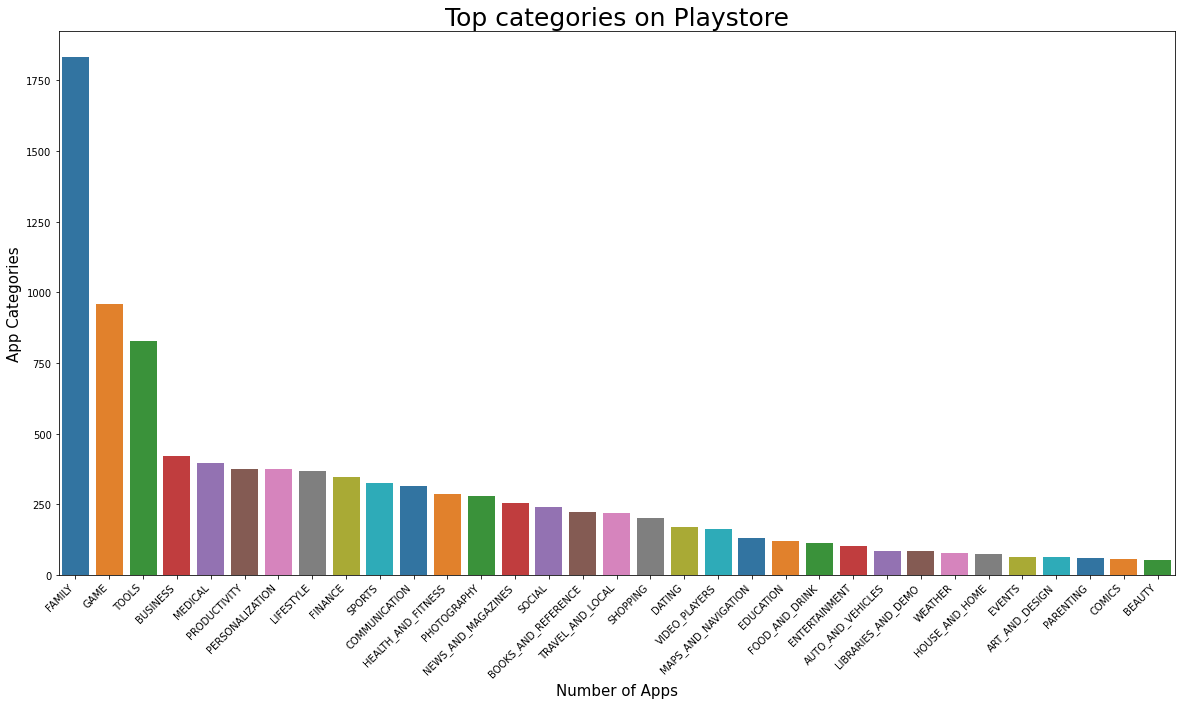 Top categories on Playstore
App Categories
1750
1500
1250
1000
750
500
250
0
FAMILY
GAME
TOOLS
BUSINESS
MEDICAL
PRODUCTIVITY
PERSONALIZATION
LIFESTYLE
FINANCE
SPORTS
COMMUNICATION
HEALTH_AND_FITNESS
PHOTOGRAPHY
NEWS_AND_MAGAZINES
SOCIAL
BOOKS_AND_REFERENCE
TRAVEL_AND_LOCAL
SHOPPING
DATING
VIDEO_PLAYERS
MAPS_AND_NAVIGATION
EDUCATION
FOOD_AND_DRINK
ENTERTAINMENT
AUTO_AND_VEHICLES
LIBRARIES_AND_DEMO
WEATHER
HOUSE_AND_HOME
EVENTS
ART_AND_DESIGN
PARENTING
COMICS
BEAUTY
Number of Apps